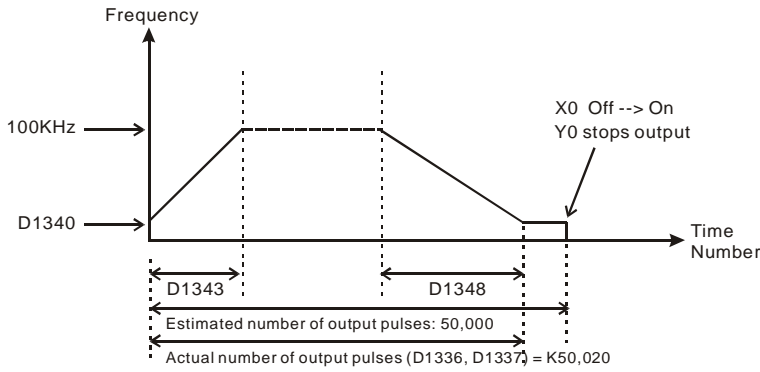 Frequency
100KHz
X0 Off --> On
Y0 stops output
D1340
Time
Number
D1343
D1348
Estimated number of output pulses: 50,000
Actual number of output pulses (D1336, D1337) = K50,020